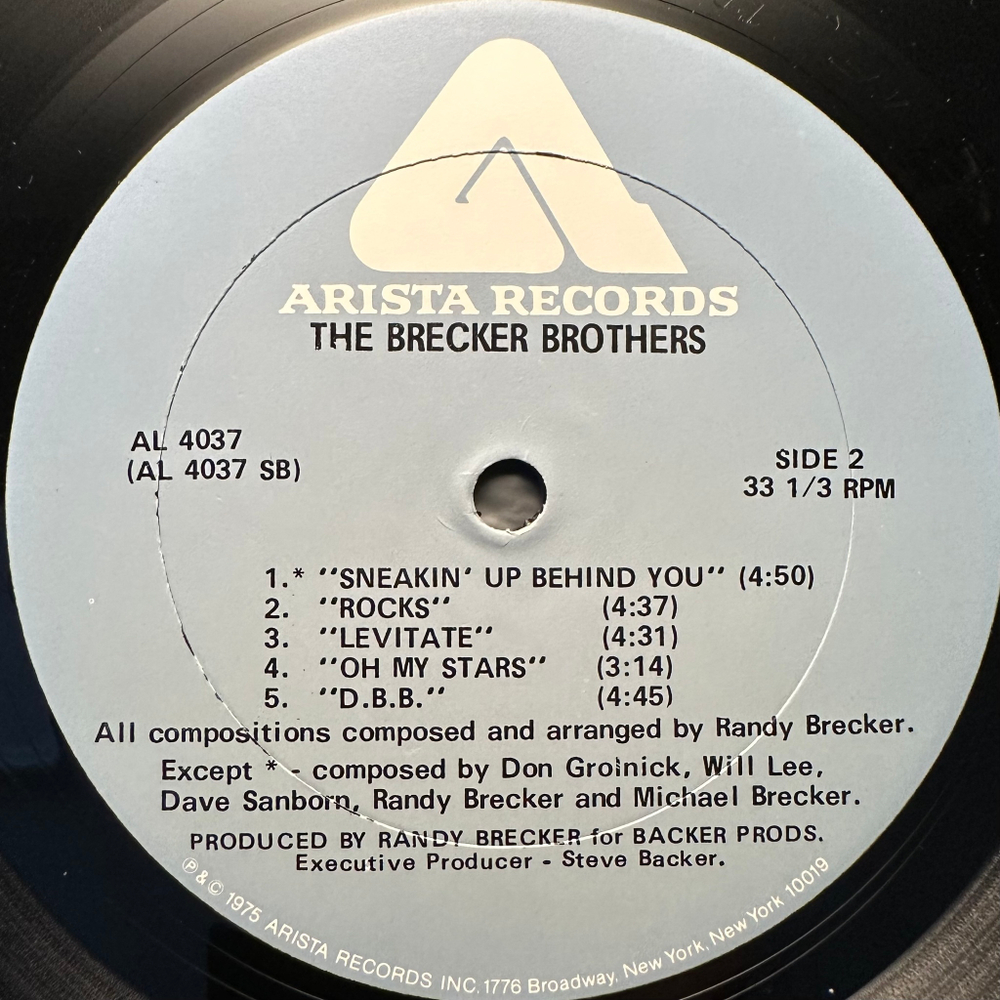 ARISTA RECORDS
THE BRECKER BROTHERS
AL 4037
(AL 4037 SB)
SIDE 2
33 1/3 RPM
1.* "SNEAKIN' UP BEHIND YOU" (4:50)
2. "ROCKS" (4:37)
3. "LEVITATE" (4:31)
4. "OH MY STARS" (3:14)
5. "D.B.B." (4:45)
All compositions composed and arranged by Randy Brecker.
Except * - composed by Don Grolnick, Will Lee,
Dave Sanborn, Randy Brecker and Michael Brecker.
PRODUCED BY RANDY BRECKER for BACKER PRODS.
Executive Producer - Steve Backer.
℗ & © 1975 ARISTA RECORDS INC. 1776 Broadway, New York, New York 10019